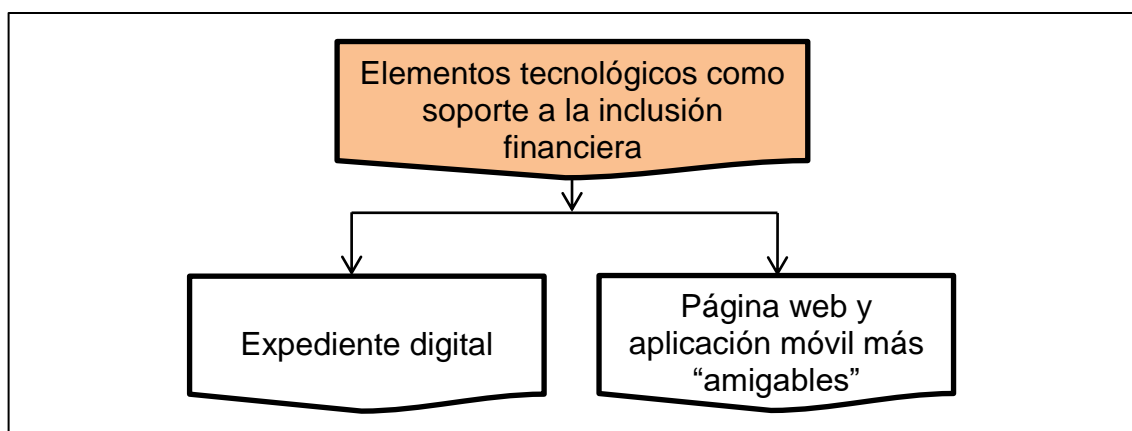 Elementos tecnológicos como
soporte a la inclusión
financiera
Expediente digital
Página web y
aplicación móvil más
“amigables”